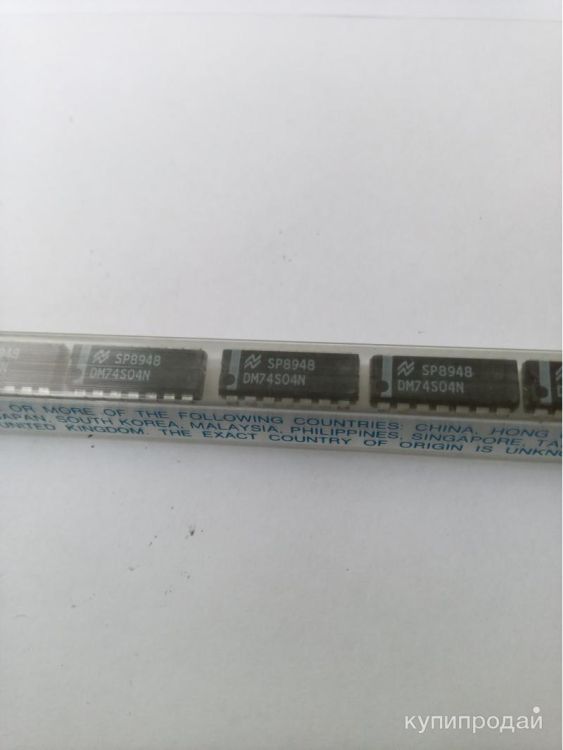 SP8948
DM74S04N
SP8948
DM74S04N
SP8948
DM74S04N
OR MORE OF THE FOLLOWING COUNTRIES: CHINA, HONG
JAPAN, SOUTH KOREA, MALAYSIA, PHILIPPINES, SINGAPORE,
UNITED KINGDOM. THE EXACT COUNTRY OF ORIGIN IS
купипродай